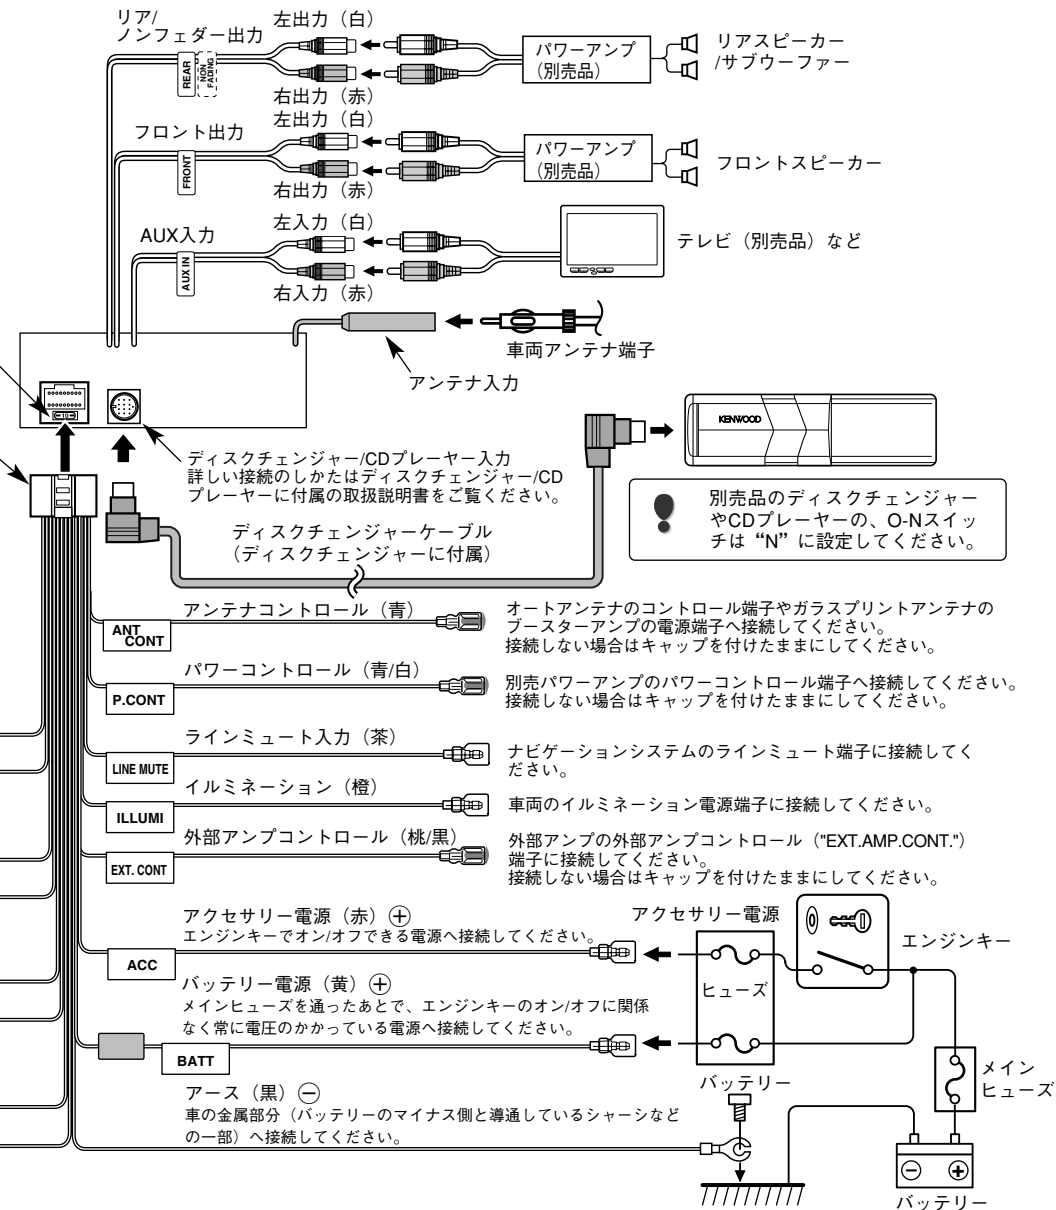 リア/
ノンフェダー出力
左出力（白）
REAR
NON FADING
右出力（赤）
パワーアンプ
（別売品）
リアスピーカー
/サブウーファー
フロント出力
左出力（白）
FRONT
右出力（赤）
パワーアンプ
（別売品）
フロントスピーカー
AUX入力
左入力（白）
AUX IN
右入力（赤）
テレビ（別売品）など
車両アンテナ端子
アンテナ入力
10
KENWOOD
ディスクチェンジャー/CDプレーヤー入力
詳しい接続のしかたはディスクチェンジャー/CD
プレーヤーに付属の取扱説明書をご覧ください。
ディスクチェンジャーケーブル
（ディスクチェンジャーに付属）
別売品のディスクチェンジャー
やCDプレーヤーの、O-Nスイッ
チは“N”に設定してください。
アンテナコントロール（青）
ANT
CONT
オートアンテナのコントロール端子やガラスプリントアンテナの
ブースターアンプの電源端子へ接続してください。
接続しない場合はキャップを付けたままにしてください。
パワーコントロール（青/白）
P.CONT
別売パワーアンプのパワーコントロール端子へ接続してください。
接続しない場合はキャップを付けたままにしてください。
ラインミュート入力（茶）
LINE MUTE
ナビゲーションシステムのラインミュート端子に接続してく
ださい。
イルミネーション（橙）
ILLUMI
車両のイルミネーション電源端子に接続してください。
外部アンプコントロール（桃/黒）
EXT. CONT
外部アンプの外部アンプコントロール（"EXT.AMP.CONT."）
端子に接続してください。
接続しない場合はキャップを付けたままにしてください。
アクセサリー電源（赤）⊕
エンジンキーでオン/オフできる電源へ接続してください。
ACC
アクセサリー電源
エンジンキー
ヒューズ
バッテリー電源（黄）⊕
メインヒューズを通ったあとで、エンジンキーのオン/オフに関係
なく常に電圧のかかっている電源へ接続してください。
BATT
バッテリー
メイン
ヒューズ
アース（黒）⊖
車の金属部分（バッテリーのマイナス側と導通しているシャーシなど
の一部）へ接続してください。
⊖ ⊕
バッテリー